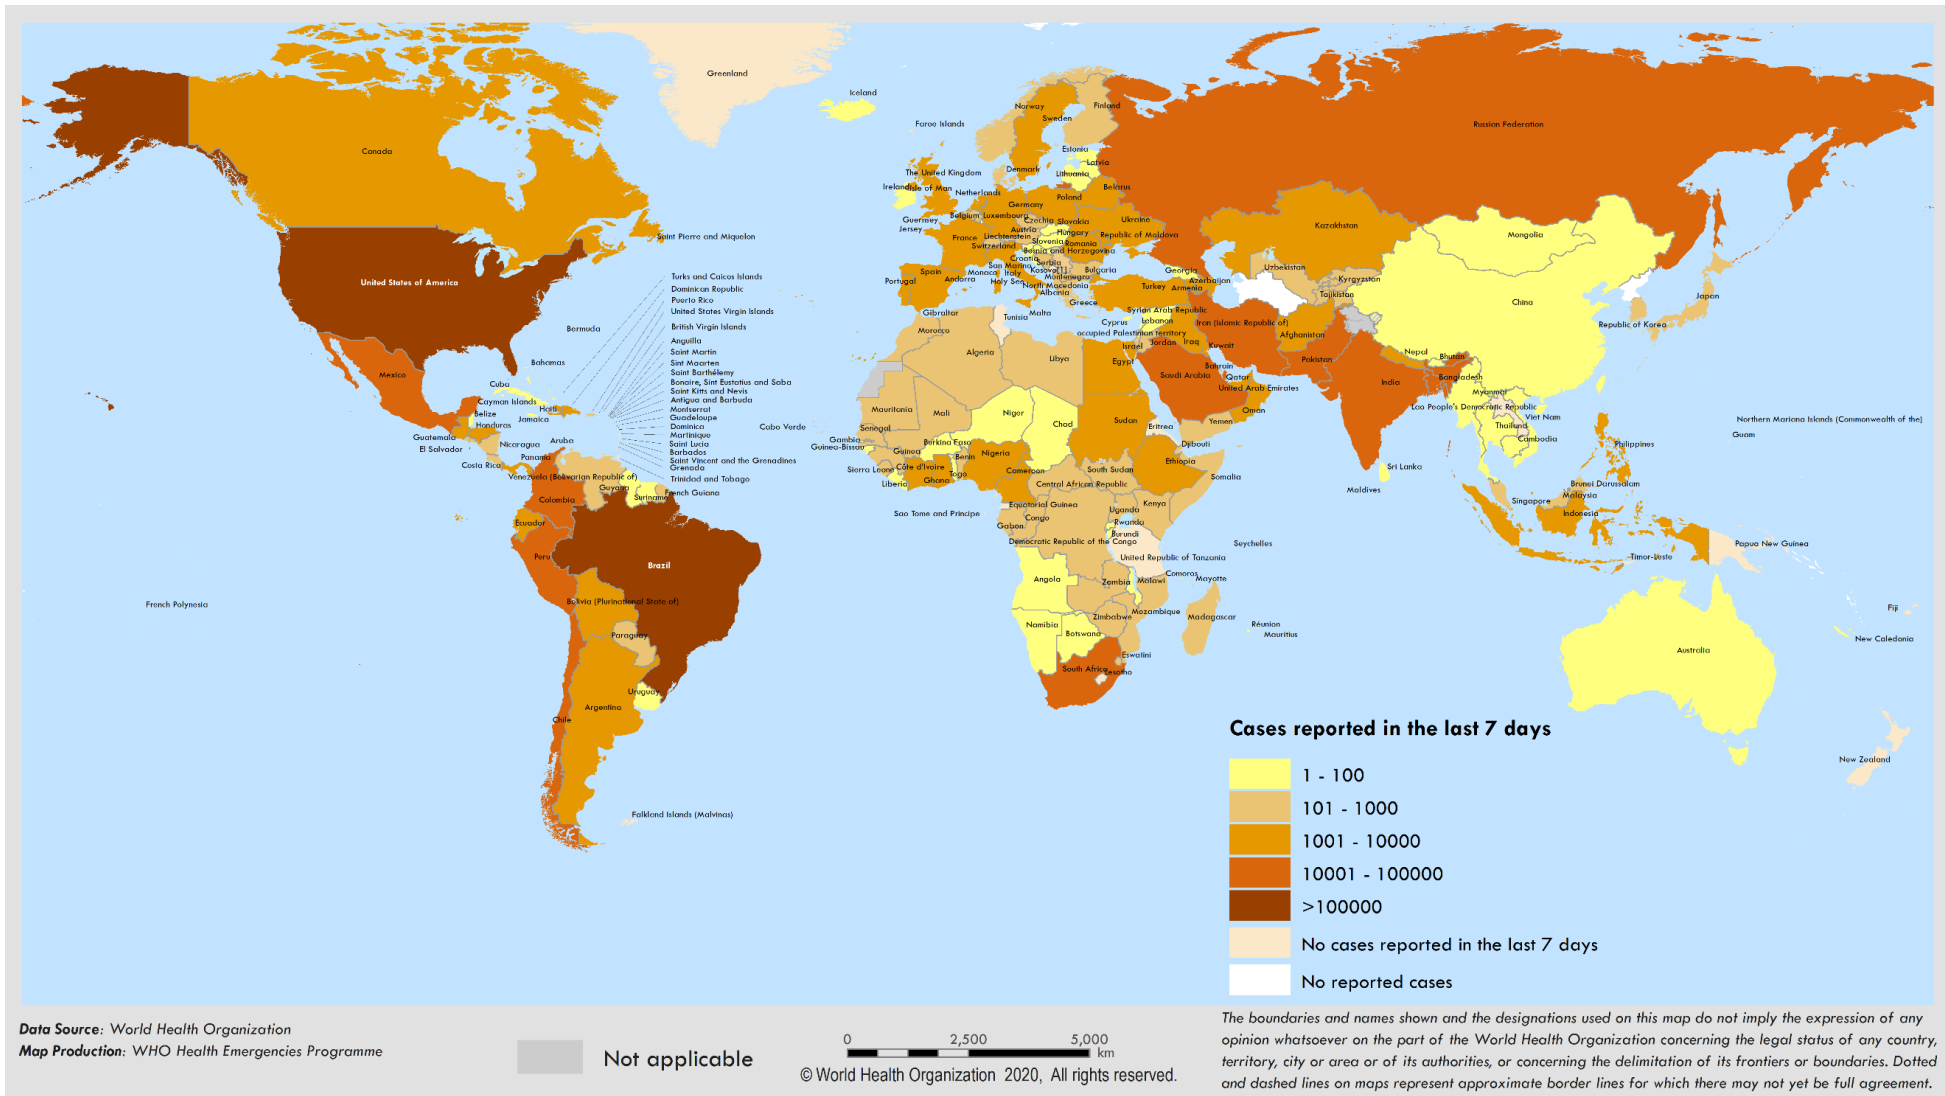 Greenland
Iceland
Faroe Islands
Norway
Finland
Sweden
Russian Federation
Canada
Estonia
Latvia
Denmark
Lithuania
The United Kingdom
Ireland
Isle of Man
Netherlands
Belarus
Poland
Germany
Belgium
Luxembourg
Czechia
Slovakia
Ukraine
Guernsey
Jersey
Austria
Hungary
France
Liechtenstein
Switzerland
Slovenia
Romania
Republic of Moldova
Bosnia and Herzegovina
Croatia
San Marino
Serbia
Spain
Andorra
Monaco
Italy
Kosovo[1]
Bulgaria
Portugal
Holy See
Montenegro
North Macedonia
Albania
Greece
Georgia
Azerbaijan
Turkey
Armenia
Kazakhstan
Uzbekistan
Kyrgyzstan
Tajikistan
Mongolia
China
Japan
Republic of Korea
Saint Pierre and Miquelon
United States of America
Bermuda
Turks and Caicos Islands
Dominican Republic
Puerto Rico
United States Virgin Islands
British Virgin Islands
Anguilla
Saint Martin
Sint Maarten
Saint Barthélemy
Bonaire, Sint Eustatius and Saba
Saint Kitts and Nevis
Antigua and Barbuda
Montserrat
Guadeloupe
Dominica
Martinique
Saint Lucia
Barbados
Saint Vincent and the Grenadines
Grenada
Trinidad and Tobago
Bahamas
Mexico
Cuba
Cayman Islands
Haiti
Jamaica
Belize
Honduras
Guatemala
El Salvador
Nicaragua
Aruba
Costa Rica
Panama
Venezuela (Bolivarian Republic of)
Guyana
Suriname
French Guiana
Colombia
Ecuador
Peru
Brazil
Bolivia (Plurinational State of)
Paraguay
Uruguay
Argentina
Chile
Falkland Islands (Malvinas)
French Polynesia
Gibraltar
Tunisia
Malta
Morocco
Algeria
Libya
Cyprus
Syrian Arab Republic
Lebanon
occupied Palestinian territory
Israel
Jordan
Iraq
Iran (Islamic Republic of)
Kuwait
Afghanistan
Pakistan
Egypt
Bahrain
Qatar
Saudi Arabia
United Arab Emirates
Oman
Yemen
India
Nepal
Bhutan
Bangladesh
Myanmar
Lao People's Democratic Republic
Viet Nam
Thailand
Cambodia
Philippines
Northern Mariana Islands (Commonwealth of the)
Guam
Cabo Verde
Mauritania
Mali
Niger
Chad
Sudan
Eritrea
Djibouti
Senegal
Gambia
Guinea-Bissau
Guinea
Burkina Faso
Benin
Nigeria
Sierra Leone
Côte d'Ivoire
Togo
Ghana
Liberia
Cameroon
Central African Republic
South Sudan
Ethiopia
Somalia
Sao Tome and Principe
Equatorial Guinea
Gabon
Congo
Uganda
Kenya
Rwanda
Burundi
Democratic Republic of the Congo
United Republic of Tanzania
Seychelles
Angola
Zambia
Malawi
Comoros
Mayotte
Mozambique
Zimbabwe
Madagascar
Namibia
Botswana
Réunion
Mauritius
Eswatini
South Africa
Lesotho
Sri Lanka
Maldives
Brunei Darussalam
Malaysia
Singapore
Indonesia
Timor-Leste
Papua New Guinea
Fiji
New Caledonia
Australia
New Zealand
Cases reported in the last 7 days
1 - 100
101 - 1000
1001 - 10000
10001 - 100000
>100000
No cases reported in the last 7 days
No reported cases
Data Source: World Health Organization
Map Production: WHO Health Emergencies Programme
Not applicable
0 2,500 5,000
km
© World Health Organization 2020, All rights reserved.
The boundaries and names shown and the designations used on this map do not imply the expression of any
opinion whatsoever on the part of the World Health Organization concerning the legal status of any country,
territory, city or area or of its authorities, or concerning the delimitation of its frontiers or boundaries. Dotted
and dashed lines on maps represent approximate border lines for which there may not yet be full agreement.